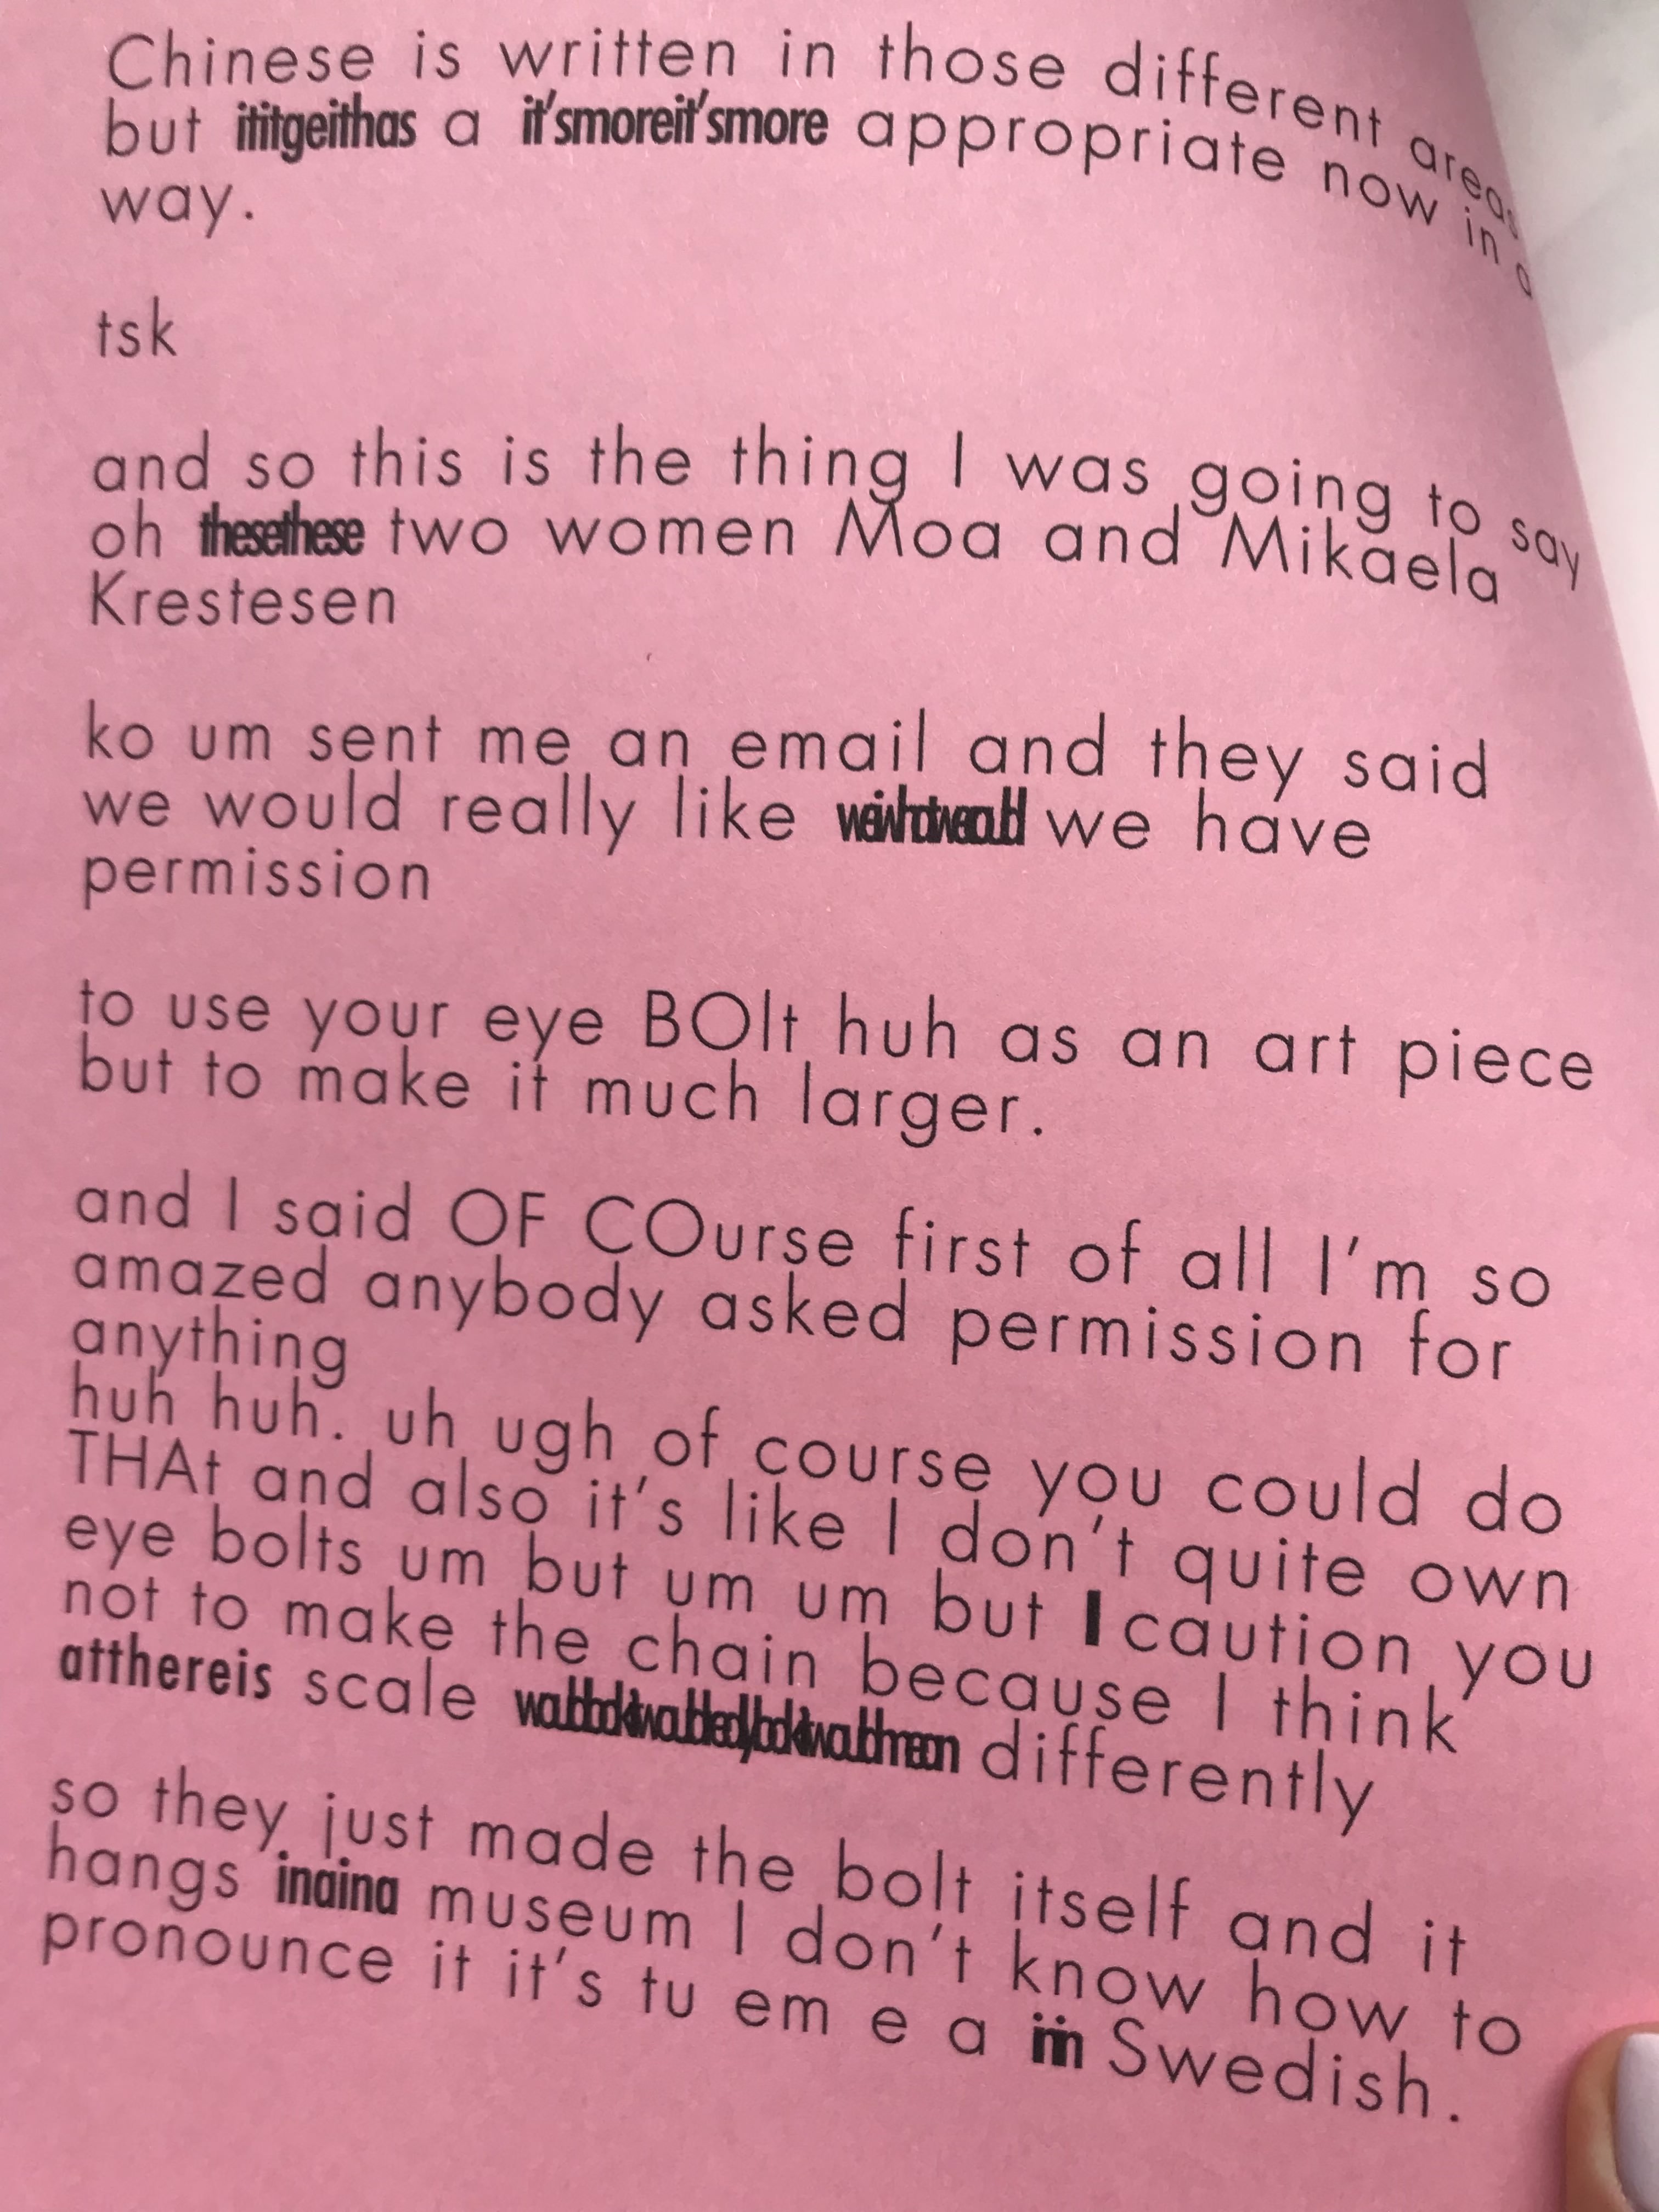 Chinese is written in those different areas
but ititgeithas a it'smoreit'smore appropriate now in a
way.
tsk
and so this is the thing I was going to say
oh thesethese two women Moa and Mikaela
Krestesen
ko um sent me an email and they said
we would really like we have
permission
to use your eye BOlt huh as an art piece
but to make it much larger.
and I said OF COurse first of all I'm so
amazed anybody asked permission for
anything
huh huh. uh ugh of course you could do
THAt and also it's like I don't quite own
eye bolts um but um um but I caution you
not to make the chain because I think
atthereis scale differently
so they just made the bolt itself and it
hangs inaina museum I don't know how to
pronounce it it's tu em e a in Swedish.